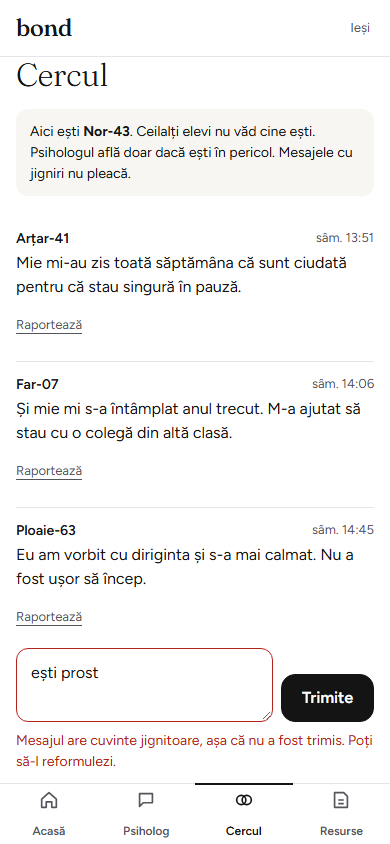 bond
Ieși
Cercul
Aici ești Nor-43. Ceilalți elevi nu văd cine ești.
Psihologul află doar dacă ești în pericol. Mesajele cu
jigniri nu pleacă.
Arțar-41
sâm. 13:51
Mie mi-au zis toată săptămâna că sunt ciudată
pentru că stau singură în pauză.
Raportează
Far-07
sâm. 14:06
Și mie mi s-a întâmplat anul trecut. M-a ajutat să
stau cu o colegă din altă clasă.
Raportează
Ploaie-63
sâm. 14:45
Eu am vorbit cu diriginta și s-a mai calmat. Nu a
fost ușor să încep.
Raportează
ești prost
Trimite
Mesajul are cuvinte jignitoare, așa că nu a fost trimis. Poți
să-l reformulezi.
Acasă
Psiholog
Cercul
Resurse